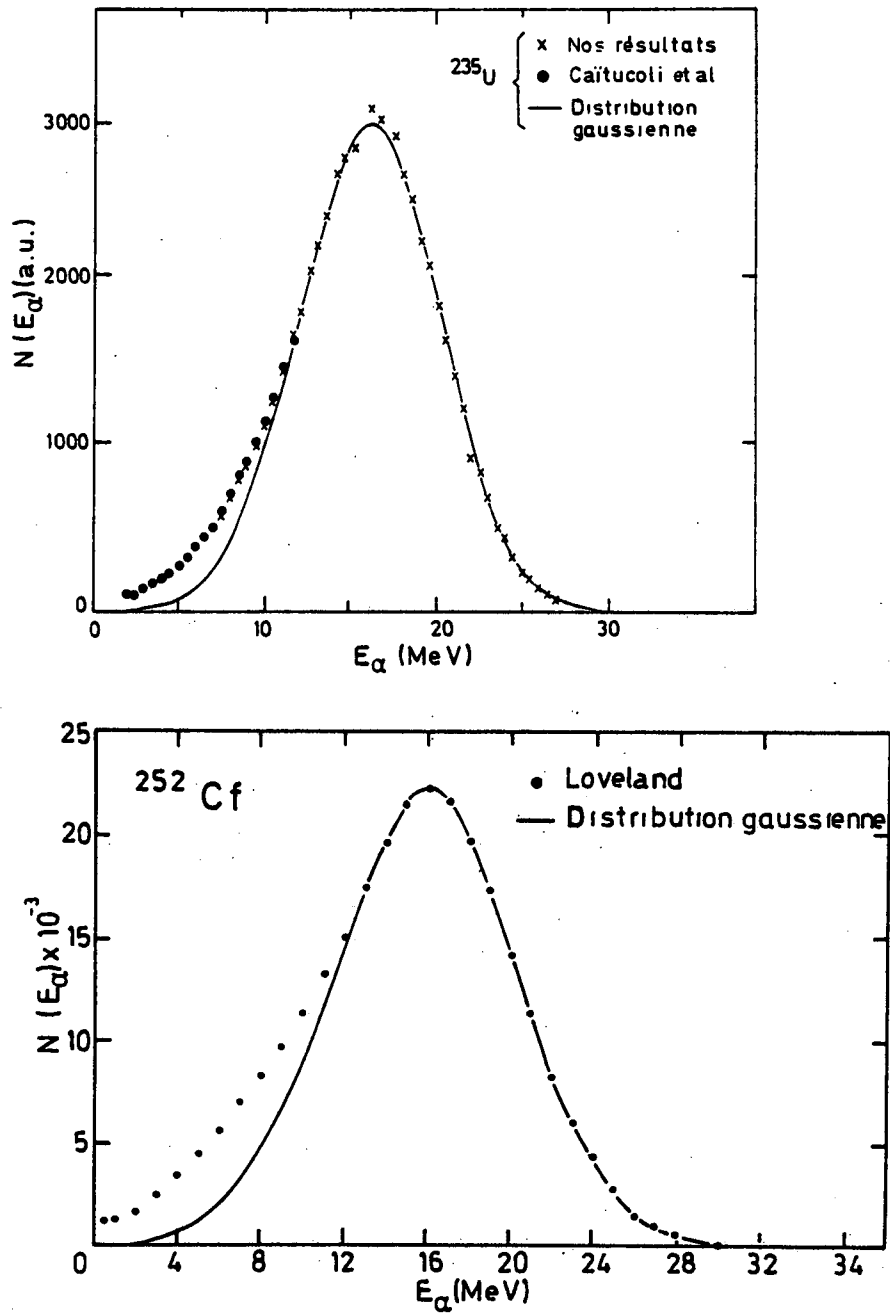 235U
x Nos résultats
● Caïtucoli et al
— Distribution
gaussienne
N(Eα)(a.u.)
3000
2000
1000
0
0 10 20 30
Eα (MeV)
252Cf
● Loveland
— Distribution gaussienne
N (Eα) x 10-3
25
20
15
10
5
0 4 8 12 16 20 24 28 32 34
Eα(MeV)